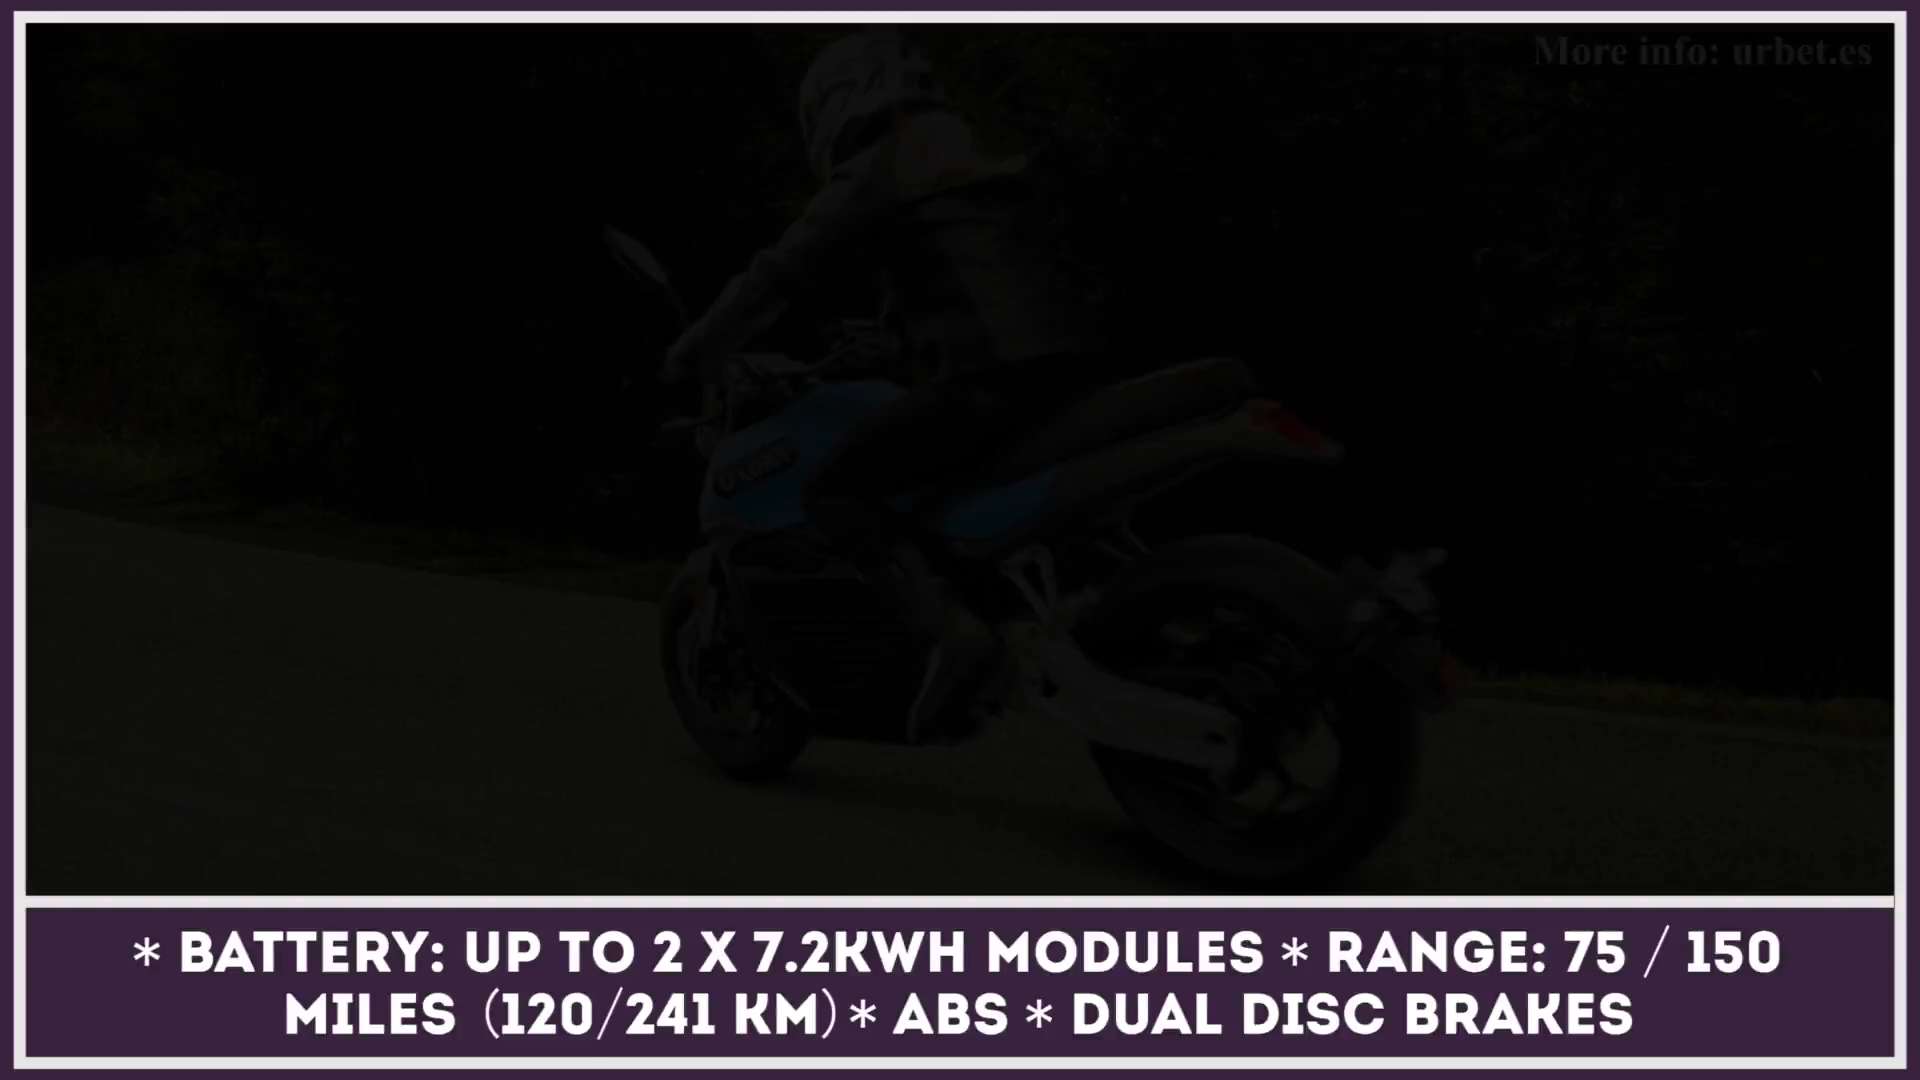 More info: urbet.es
* BATTERY: UP TO 2 X 7.2KWH MODULES * RANGE: 75 / 150
MILES (120/241 KM)* ABS * DUAL DISC BRAKES